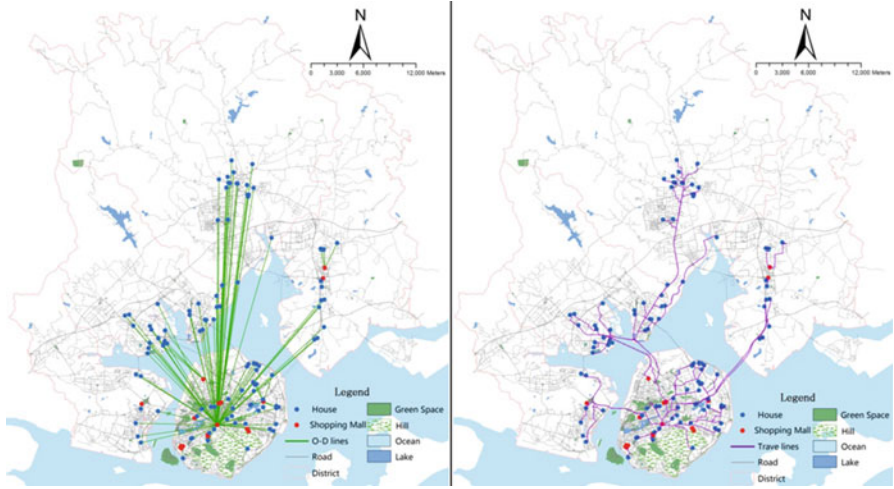 N
0 3,000 6,000 12,000 Meters
Legend
House
Shopping Mall
O-D lines
Road
District
Green Space
Hill
Ocean
Lake
N
0 3,000 6,000 12,000 Meters
Legend
House
Shopping Mall
Trave lines
Road
District
Green Space
Hill
Ocean
Lake